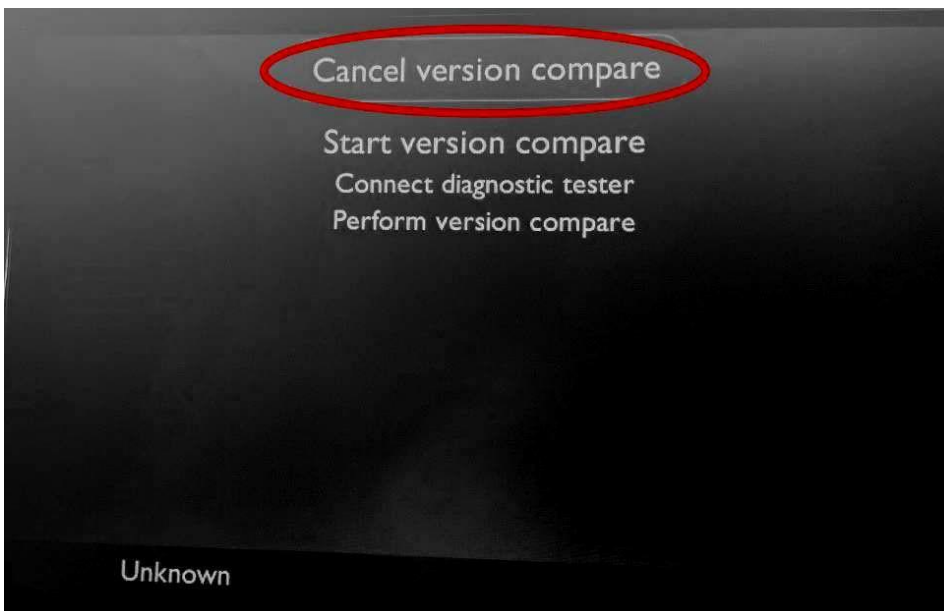 Cancel version compare
Start version compare
Connect diagnostic tester
Perform version compare
Unknown